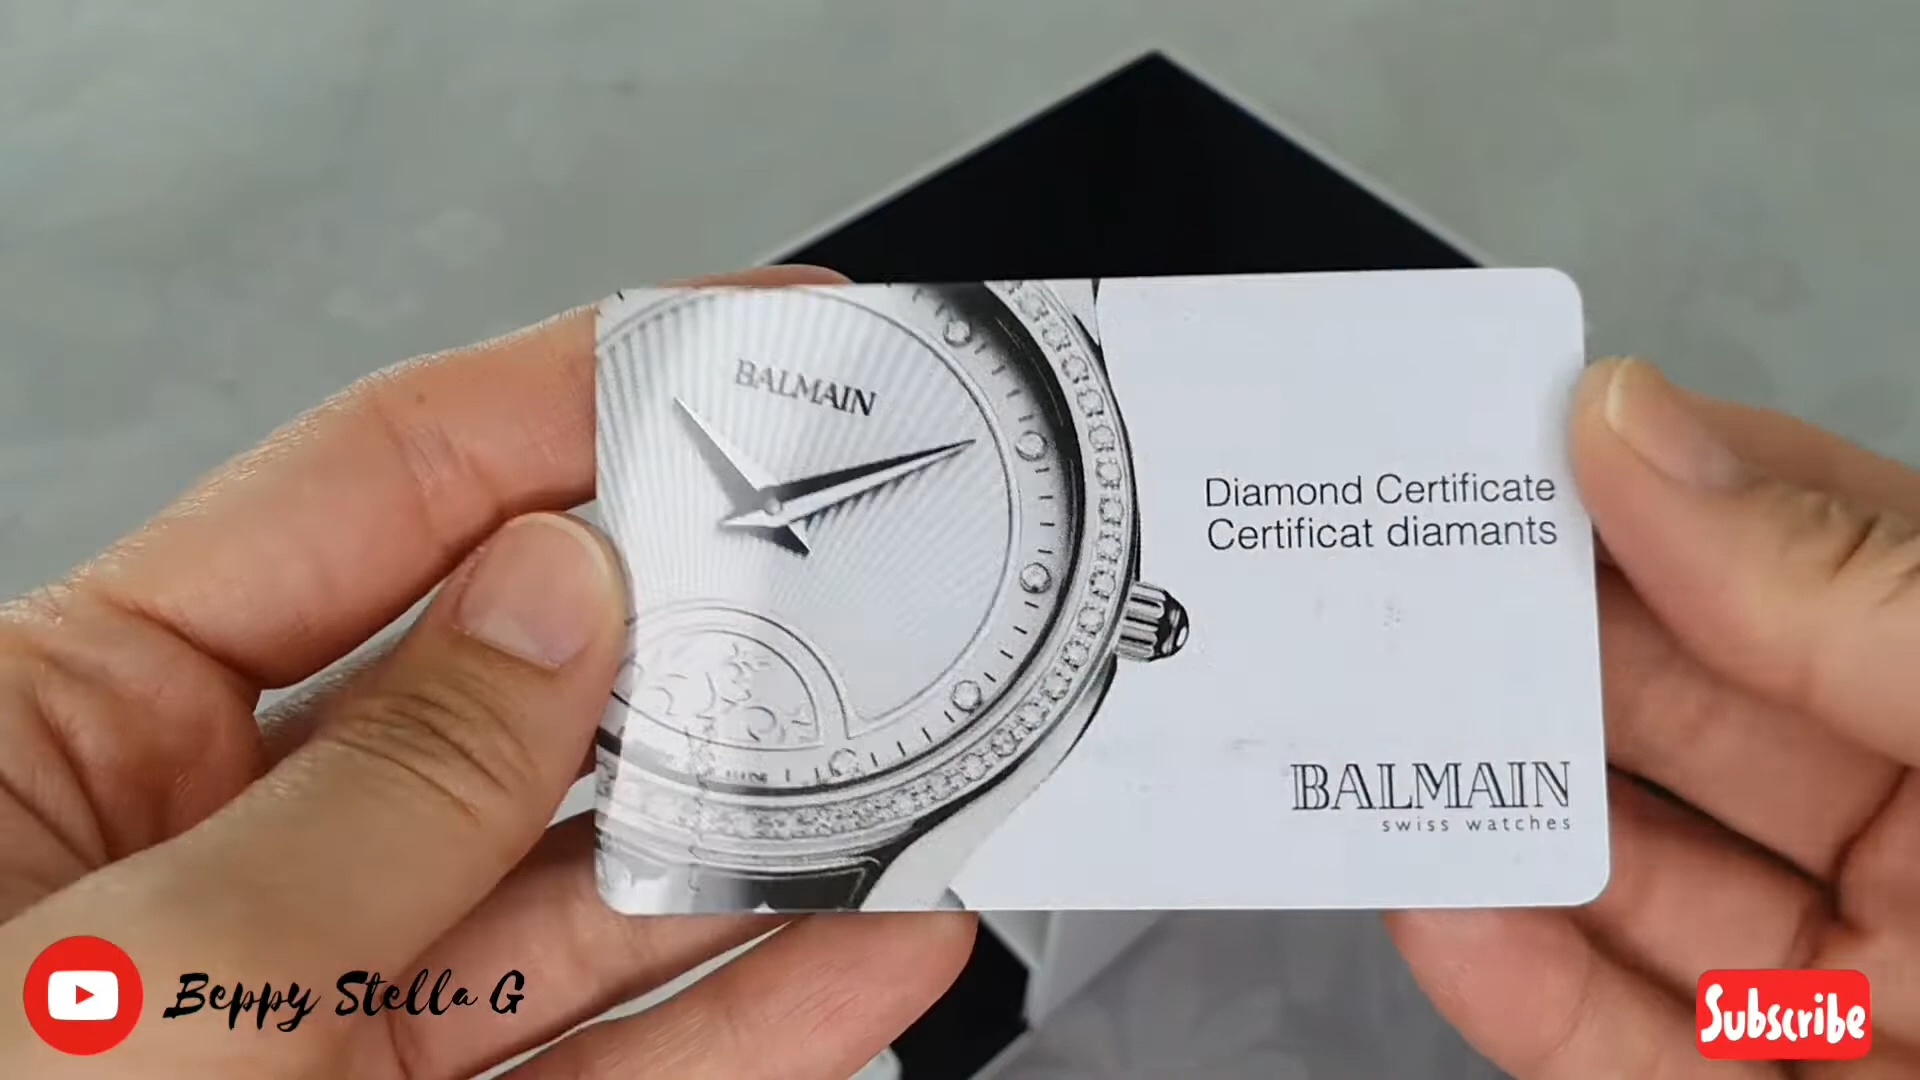 BALMAIN
Diamond Certificate
Certificat diamants
BALMAIN
swiss watches
Beppy Stella G
Subscribe